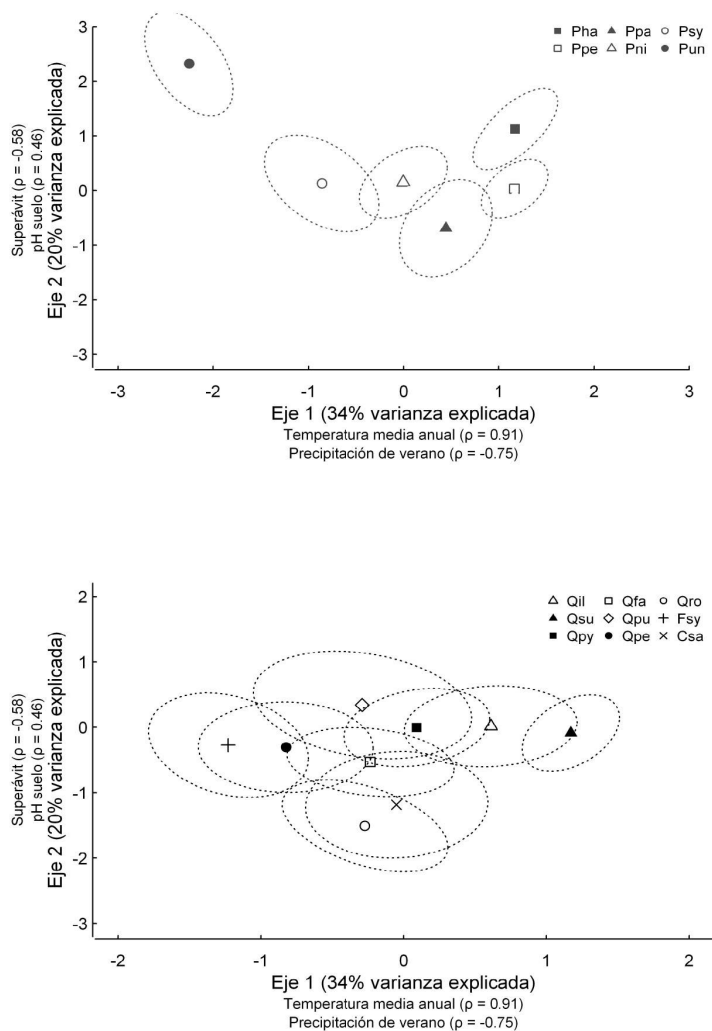 Pha Ppa Psy
Ppe Pni Pun
3
2
1
0
-1
-2
-3
Superávit (ρ = -0.58)
pH suelo (ρ = 0.46)
Eje 2 (20% varianza explicada)
-3 -2 -1 0 1 2 3
Eje 1 (34% varianza explicada)
Temperatura media anual (ρ = 0.91)
Precipitación de verano (ρ = -0.75)
Qil Qfa Qro
Qsu Qpu Fsy
Qpy Qpe Csa
2
1
0
-1
-2
-3
Superávit (ρ = -0.58)
pH suelo (ρ = 0.46)
Eje 2 (20% varianza explicada)
-2 -1 0 1 2
Eje 1 (34% varianza explicada)
Temperatura media anual (ρ = 0.91)
Precipitación de verano (ρ = -0.75)